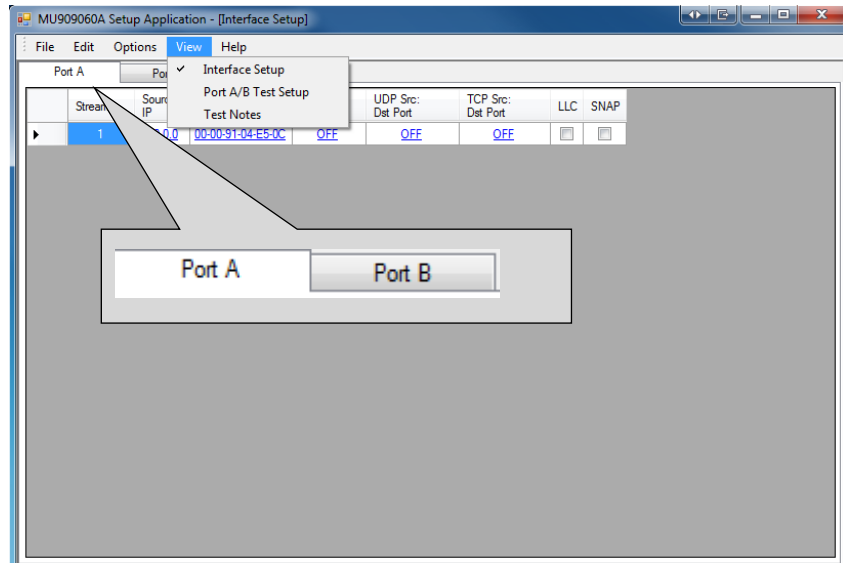 MU909060A Setup Application - [Interface Setup]
File Edit Options View Help
Port A
Interface Setup
Port A/B Test Setup
Test Notes
UDP Src: TCP Src:
IP Dst Port Dst Port LLC SNAP
1 00-00-91-04-E5-0C OFF OFF OFF
Port A Port B